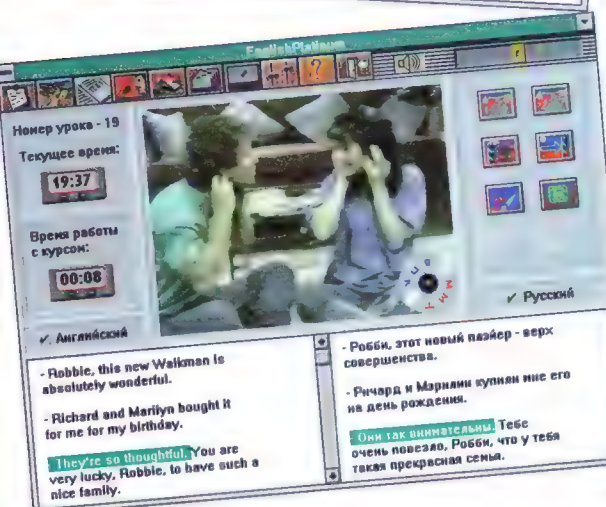 EnglishPlatinum
?
Номер урока - 19
Текущее время:
19:37
Время работы
с курсом:
00:08
✓ Английский
✓ Русский
- Robbie, this new Walkman is
absolutely wonderful.
- Richard and Marilyn bought it
for me for my birthday.
They're so thoughtful. You are
very lucky, Robbie, to have such a
nice family.
- Робби, этот новый плэйер - верх
совершенства.
- Ричард и Мэрилин купили мне его
на день рождения.
Они так внимательны. Тебе
очень повезло, Робби, что у тебя
такая прекрасная семья.